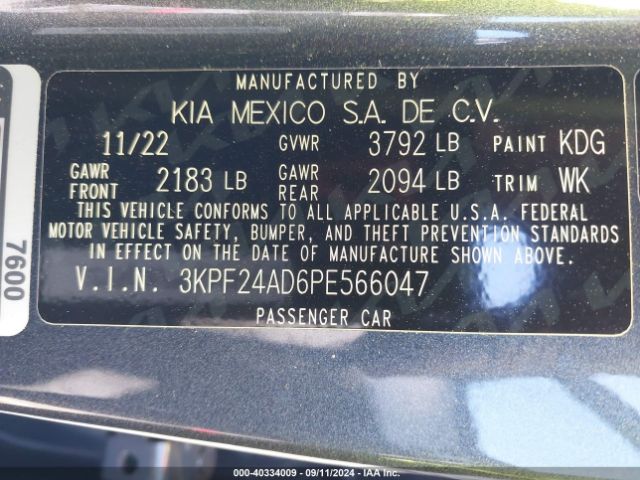 MANUFACTURED BY
KIA MEXICO S.A. DE C.V.
11/22 GVWR 3792 LB PAINT KDG
GAWR FRONT 2183 LB GAWR REAR 2094 LB TRIM WK
THIS VEHICLE CONFORMS TO ALL APPLICABLE U.S.A. FEDERAL
MOTOR VEHICLE SAFETY, BUMPER, AND THEFT PREVENTION STANDARDS
IN EFFECT ON THE DATE OF MANUFACTURE SHOWN ABOVE.
V.I.N. 3KPF24AD6PE566047
PASSENGER CAR
7600
000-40334009 - 09/11/2024 - IAA Inc.